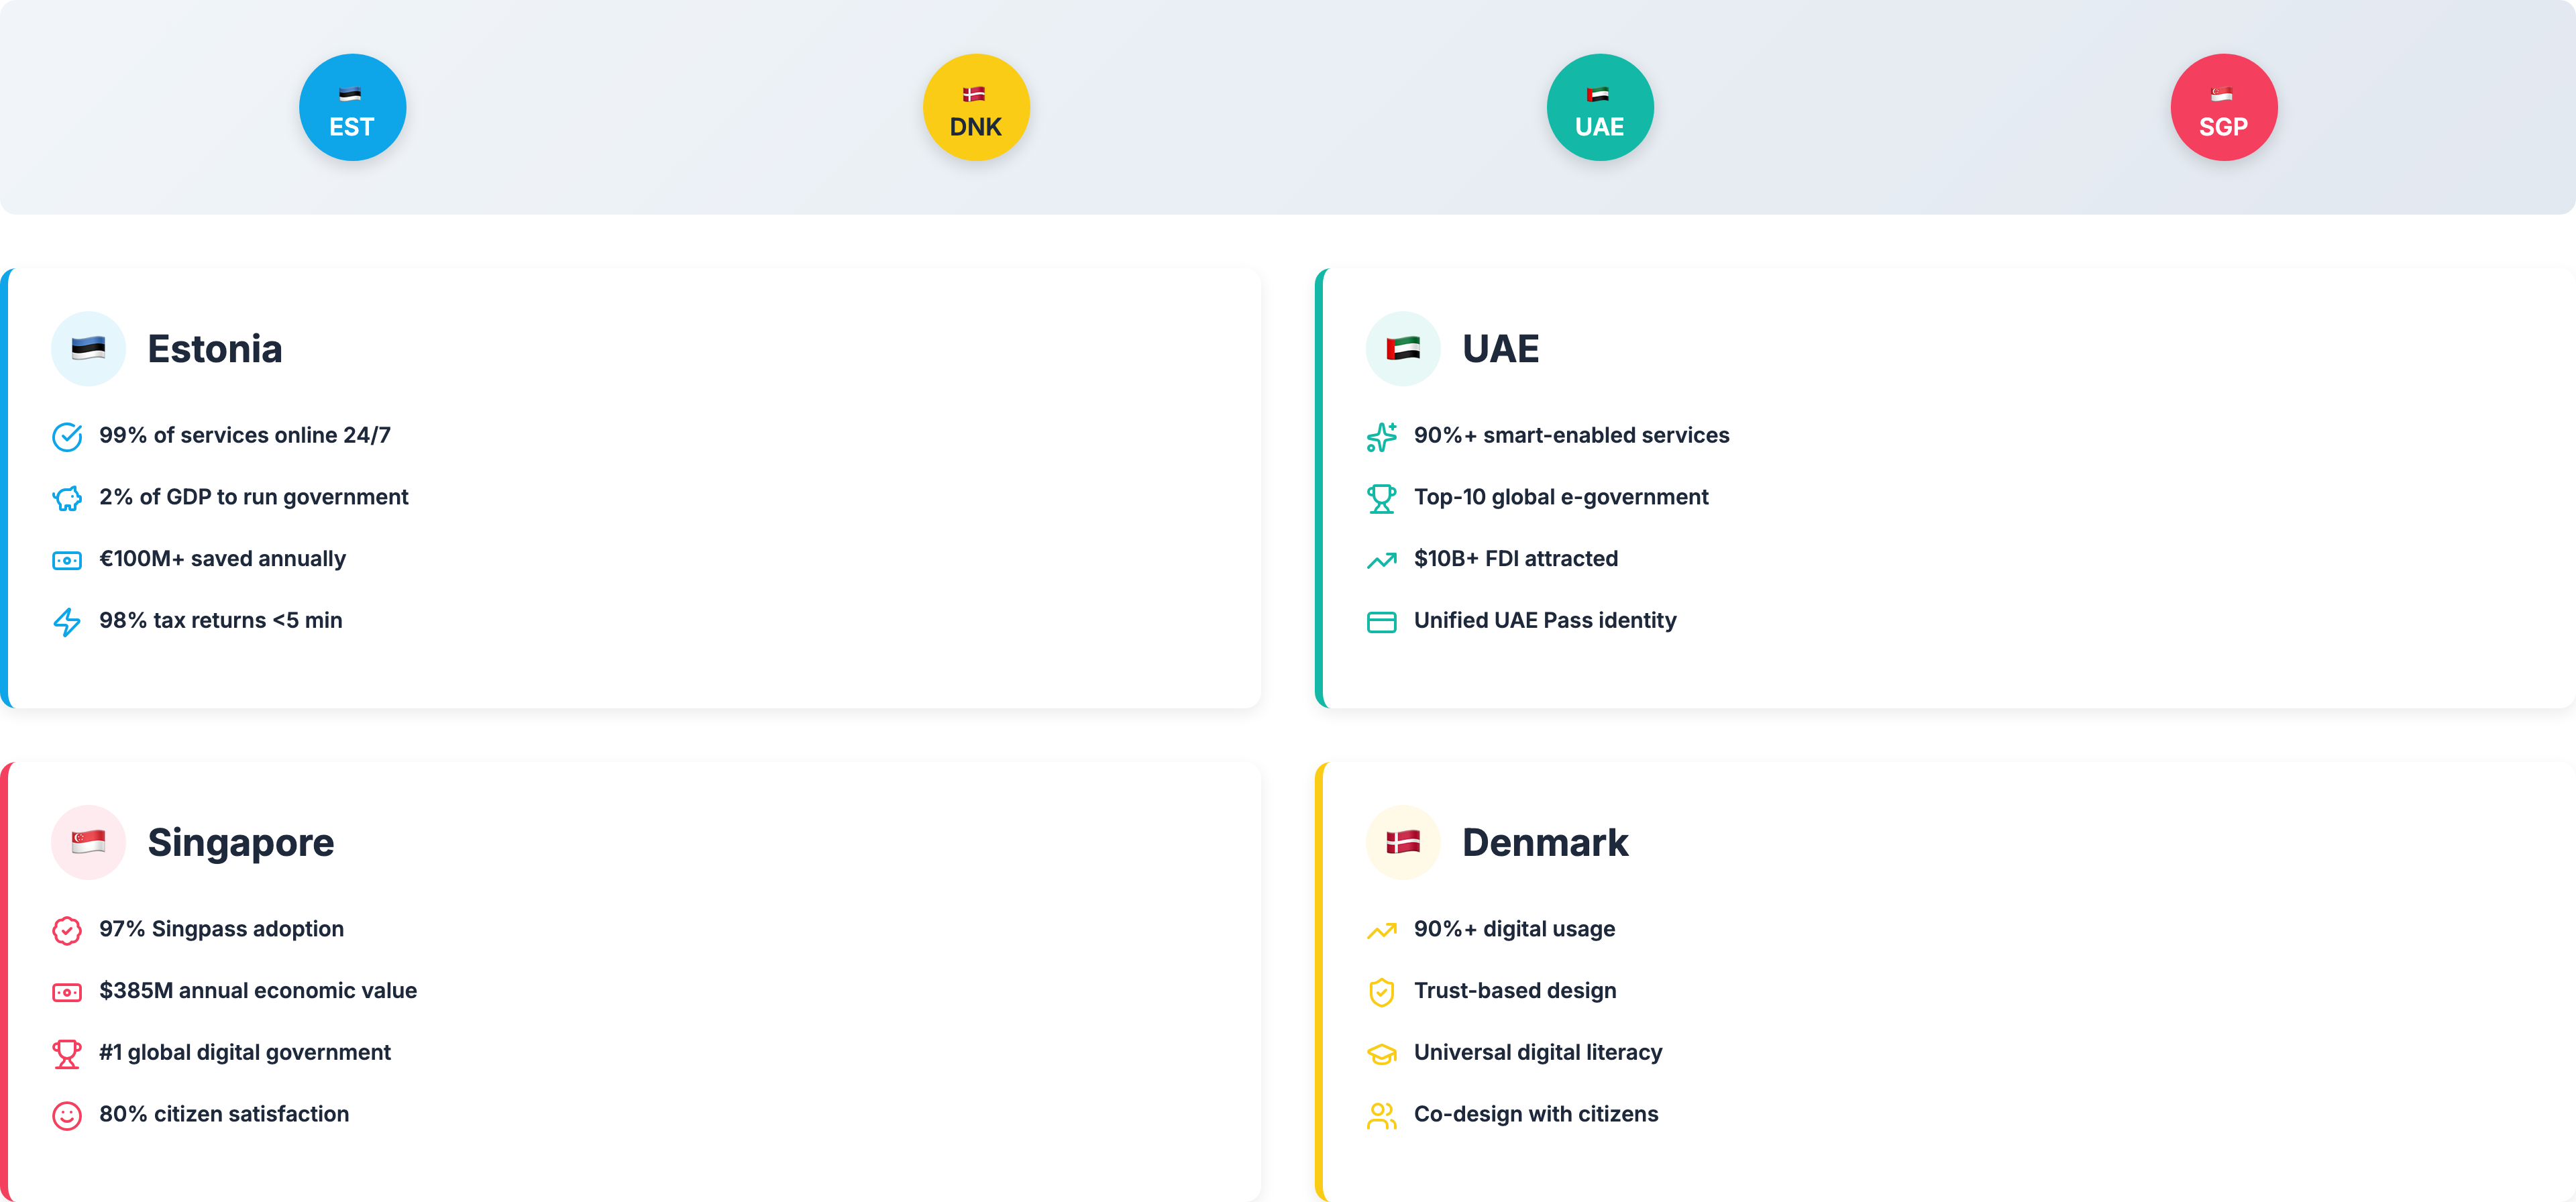 EST
DNK
UAE
SGP
Estonia
99% of services online 24/7
2% of GDP to run government
€100M+ saved annually
98% tax returns <5 min
UAE
90%+ smart-enabled services
Top-10 global e-government
$10B+ FDI attracted
Unified UAE Pass identity
Singapore
97% Singpass adoption
$385M annual economic value
#1 global digital government
80% citizen satisfaction
Denmark
90%+ digital usage
Trust-based design
Universal digital literacy
Co-design with citizens